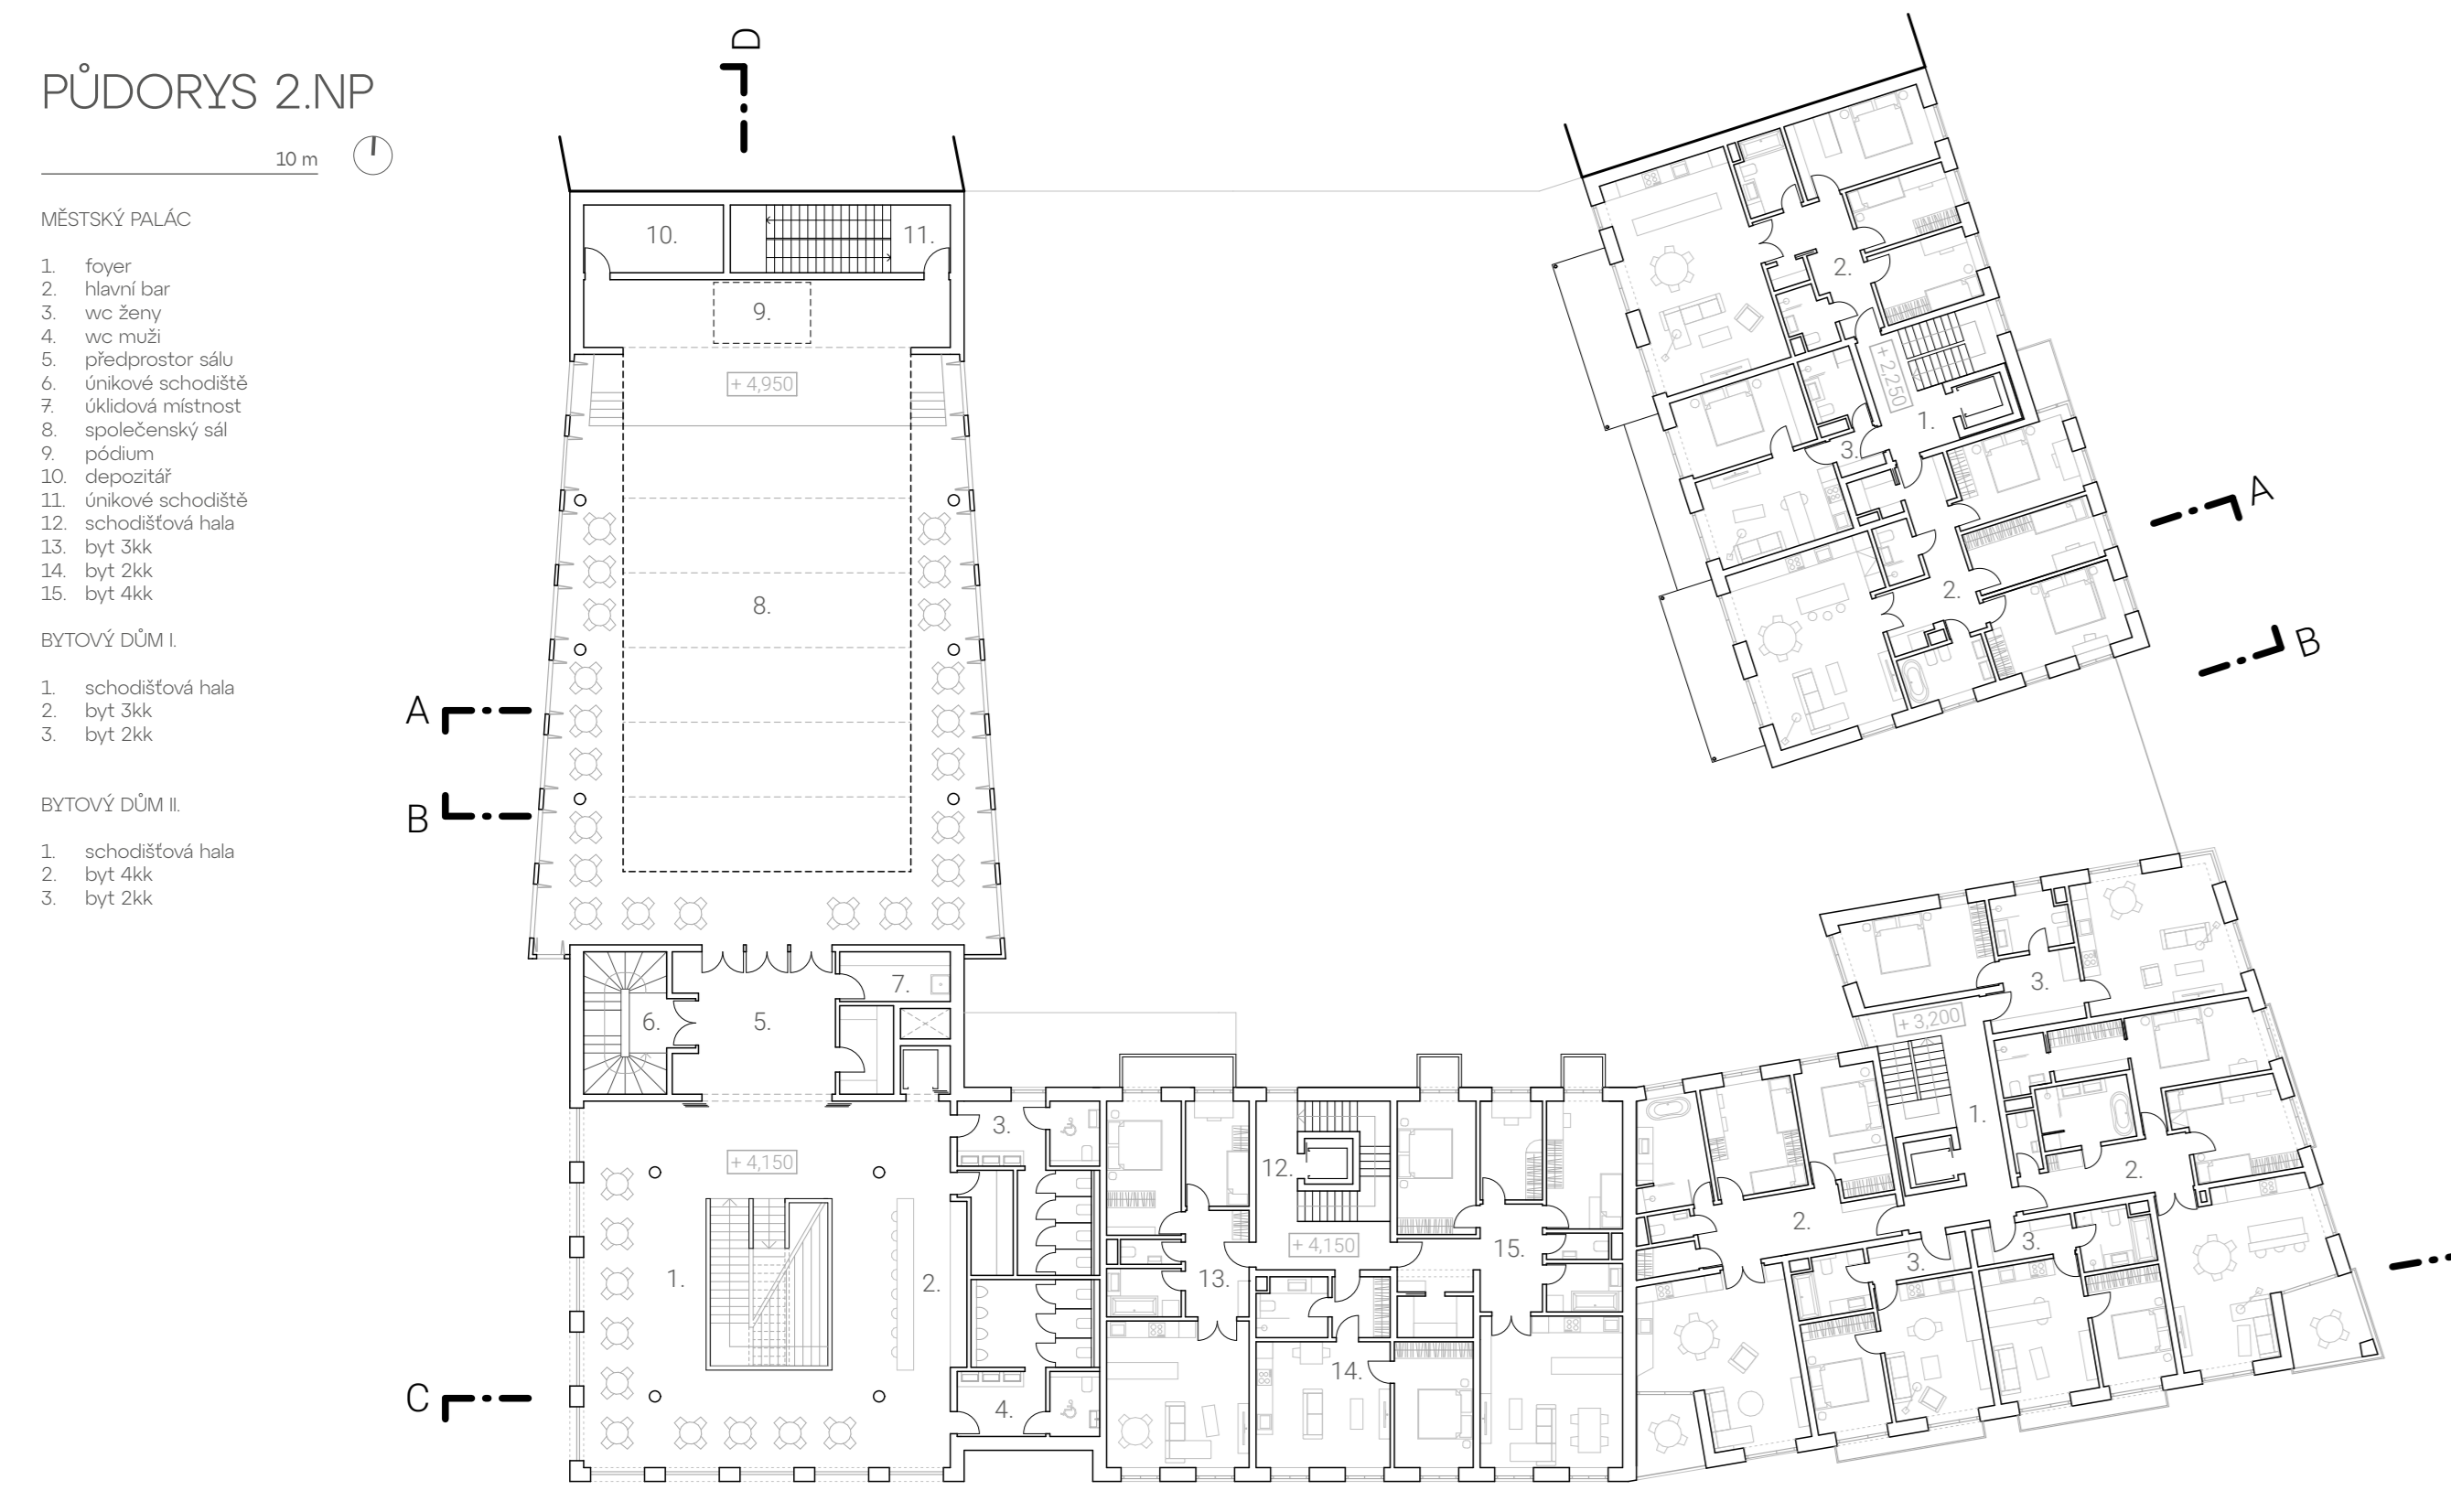 PŮDORYS 2.NP
10 m
MĚSTSKÝ PALÁC
1. foyer
2. hlavní bar
3. wc ženy
4. wc muži
5. předprostor sálu
6. únikové schodiště
7. úklidová místnost
8. společenský sál
9. pódium
10. depozitář
11. únikové schodiště
12. schodišťová hala
13. byt 3kk
14. byt 2kk
15. byt 4kk
BYTOVÝ DŮM I.
1. schodišťová hala
2. byt 3kk
3. byt 2kk
BYTOVÝ DŮM II.
1. schodišťová hala
2. byt 4kk
3. byt 2kk
D
10.
11.
9.
+ 4,950
8.
A
B
7.
6.
5.
3.
+ 4,150
1.
2.
4.
C
12.
+ 4,150
13.
14.
15.
2.
+ 2,250
1.
3.
2.
A
B
3.
+ 3,200
1.
2.
2.
3.
3.